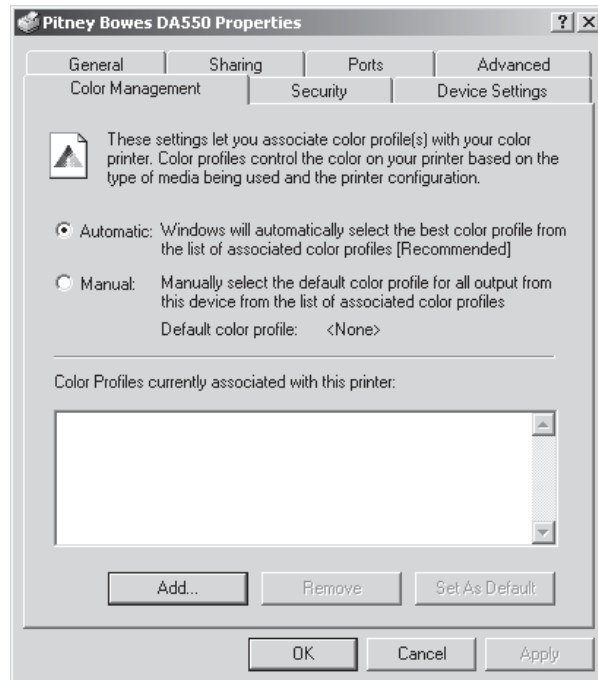 Pitney Bowes DA550 Properties
General Sharing Ports Advanced
Color Management Security Device Settings
These settings let you associate color profile(s) with your color
printer. Color profiles control the color on your printer based on the
type of media being used and the printer configuration.
Automatic: Windows will automatically select the best color profile from
the list of associated color profiles [Recommended]
Manual: Manually select the default color profile for all output from
this device from the list of associated color profiles
Default color profile: <None>
Color Profiles currently associated with this printer:
Add... Remove Set As Default
OK Cancel Apply